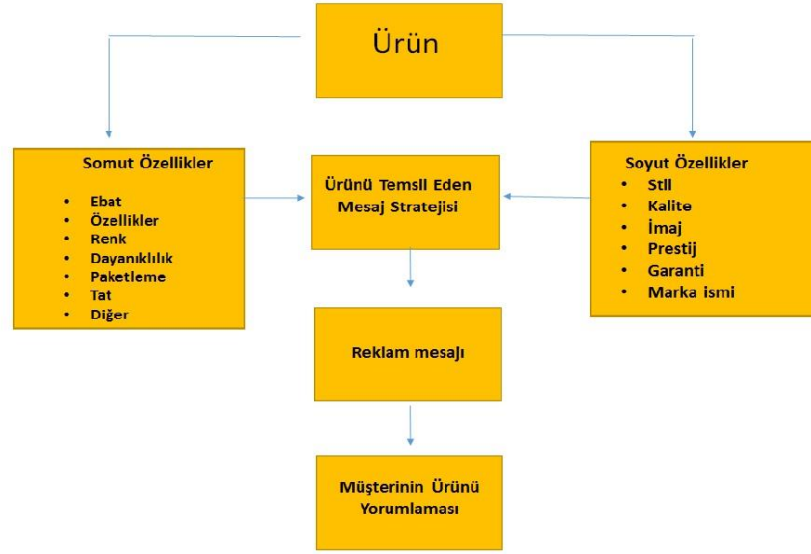 Ürün
Somut Özellikler
• Ebat
• Özellikler
• Renk
• Dayanıklılık
• Paketleme
• Tat
• Diğer
Ürünü Temsil Eden
Mesaj Stratejisi
Soyut Özellikler
• Stil
• Kalite
• İmaj
• Prestij
• Garanti
• Marka ismi
Reklam mesajı
Müşterinin Ürünü
Yorumlaması